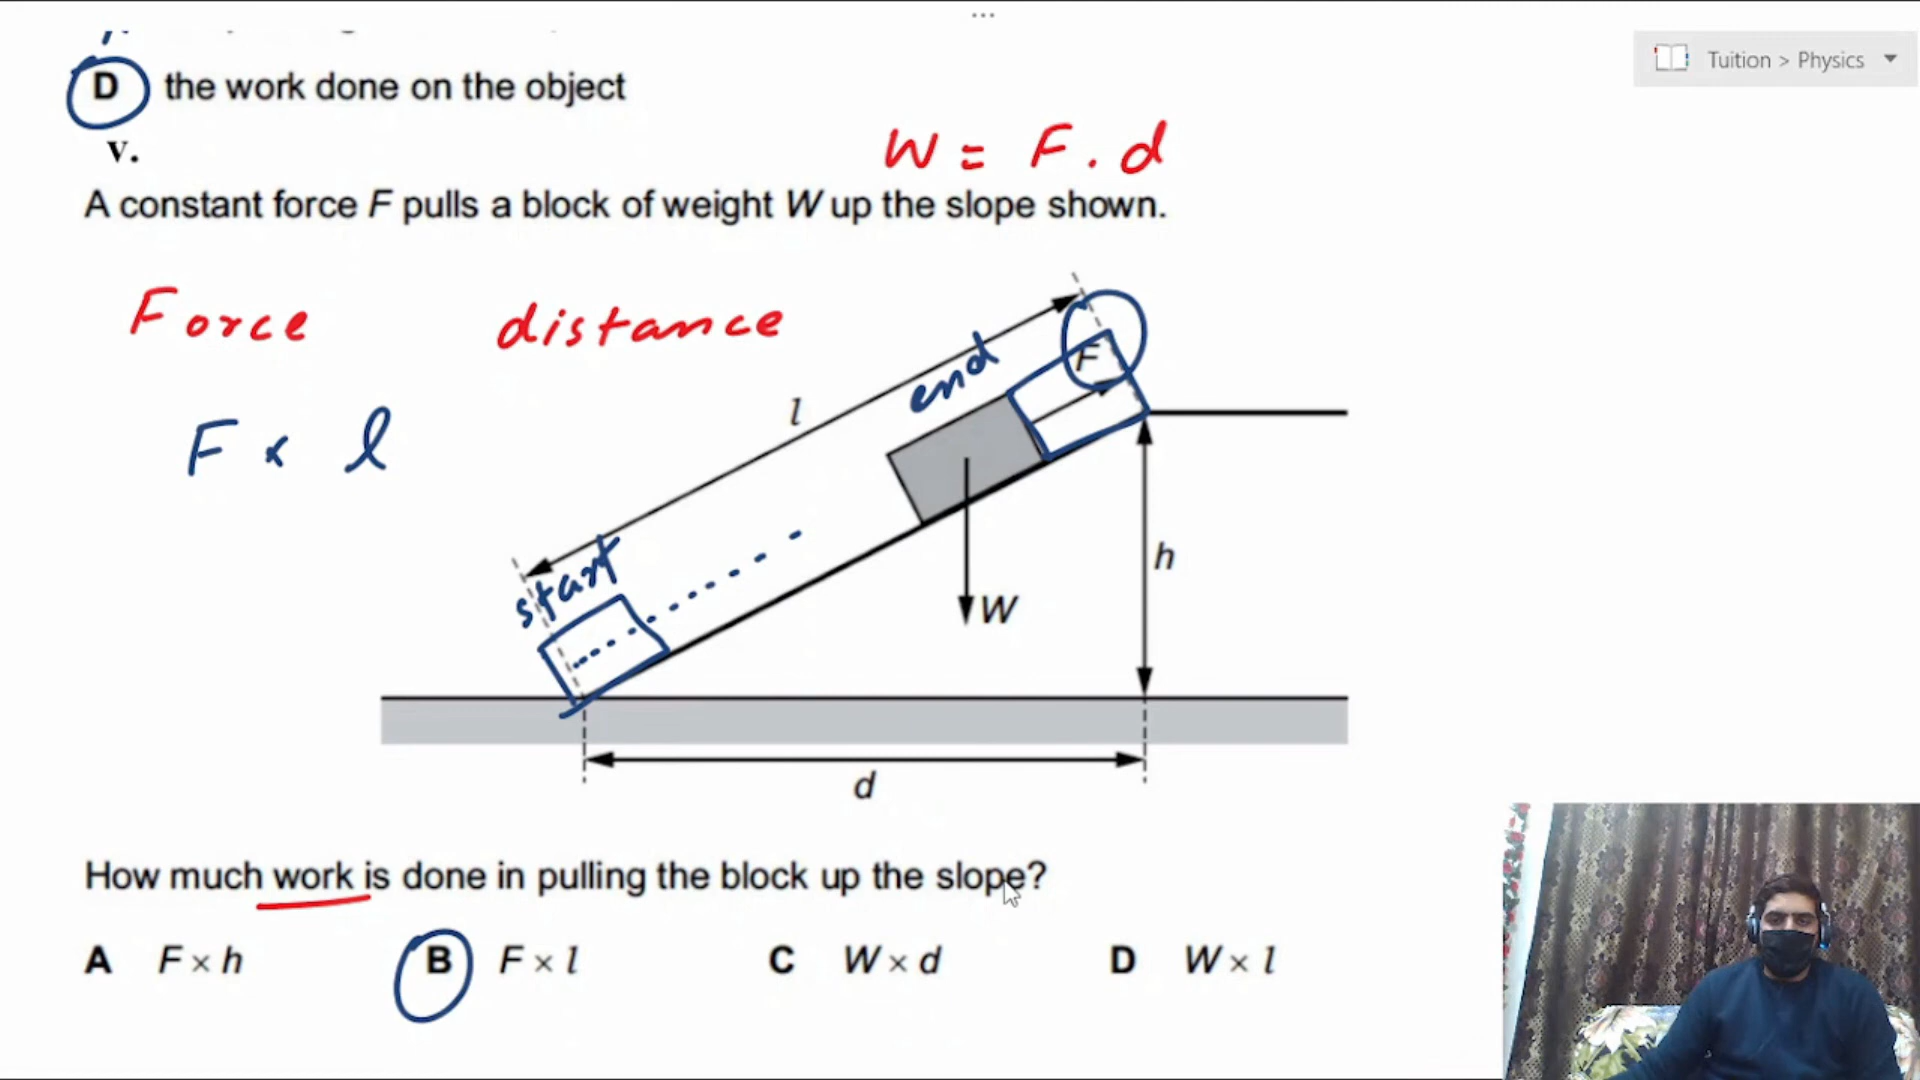 Tuition > Physics
D the work done on the object
v.
W = F . d
A constant force F pulls a block of weight W up the slope shown.
Force distance
F × l
l
end
F
start
W
h
d
How much work is done in pulling the block up the slope?
A F × h B F × l C W × d D W × l